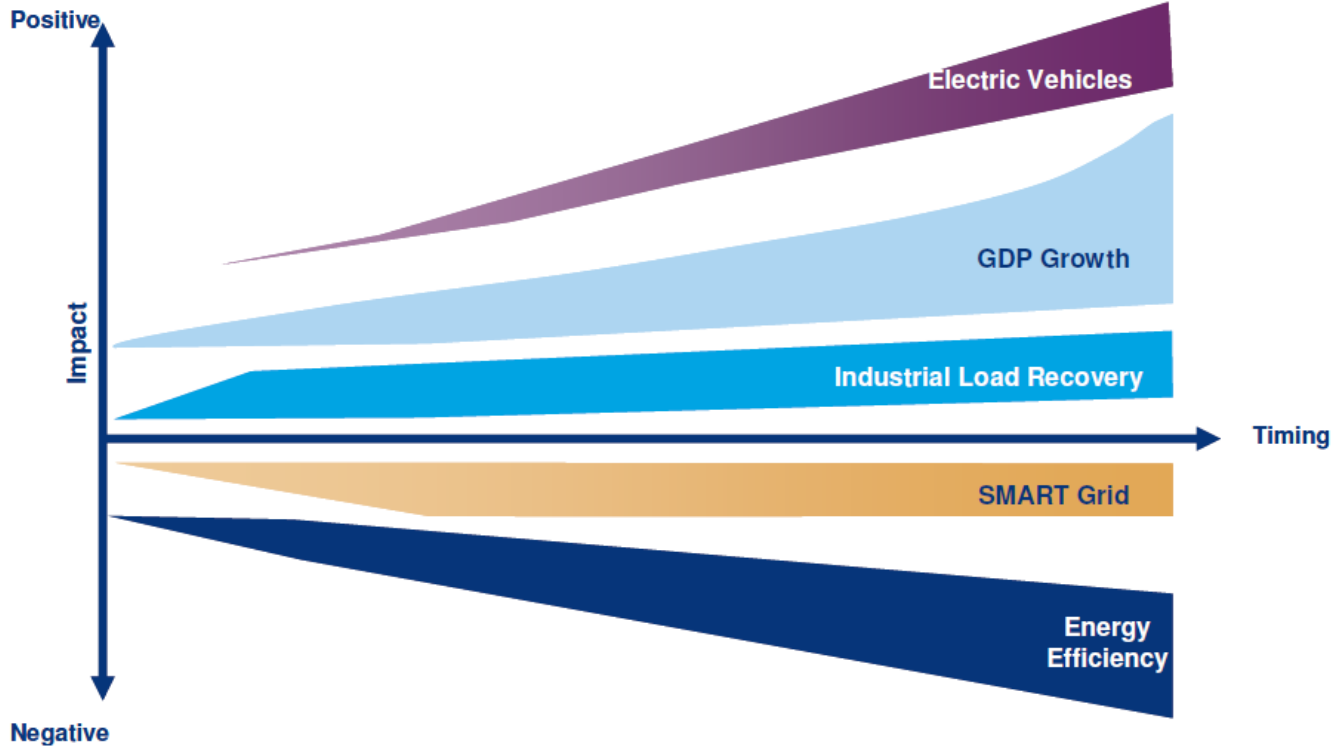 Positive
Electric Vehicles
GDP Growth
Impact
Industrial Load Recovery
Timing
SMART Grid
Energy
Efficiency
Negative